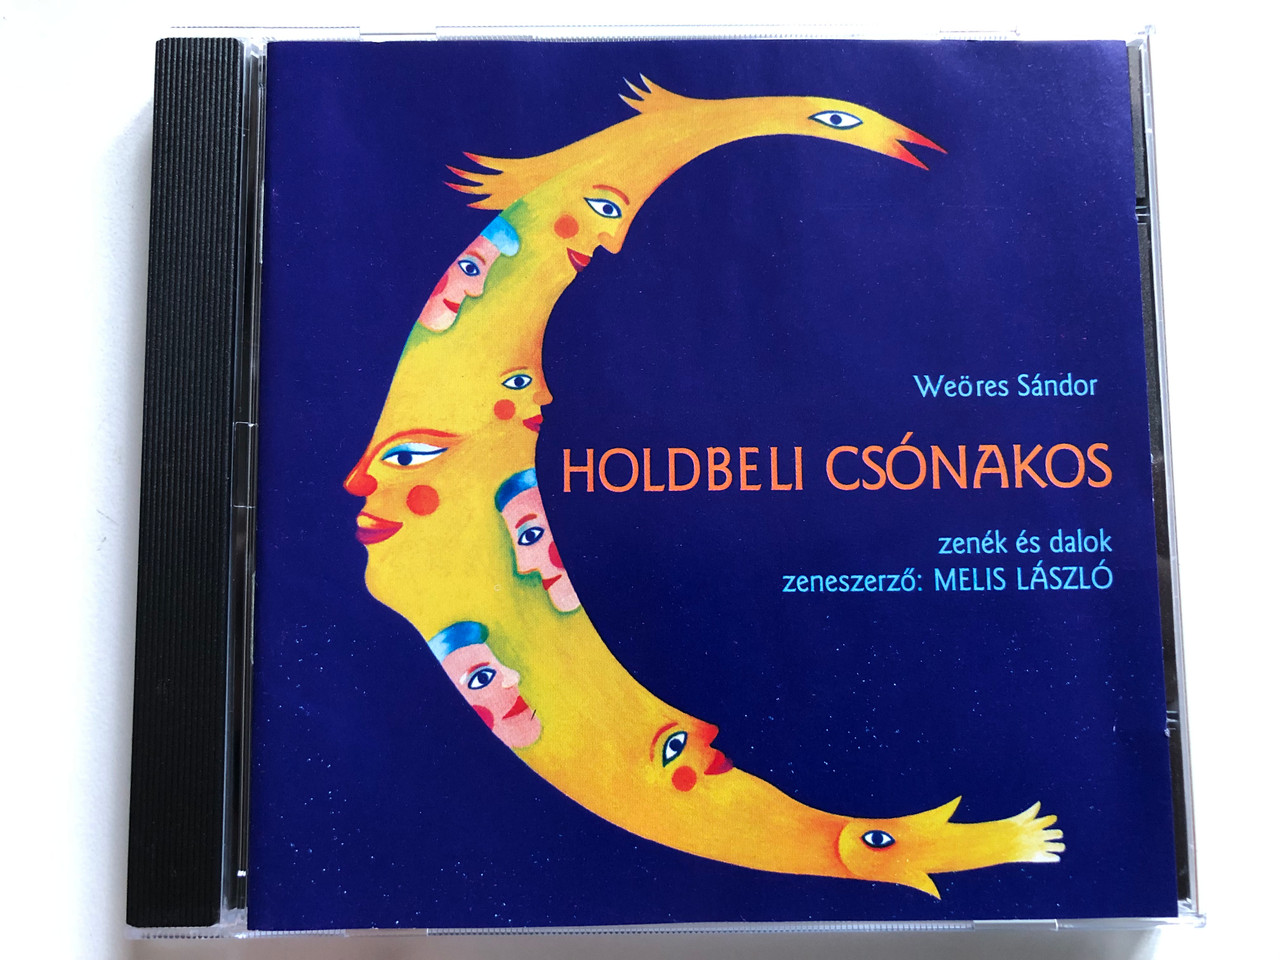 Weöres Sándor
HOLDBELI CSÓNAKOS
zenék és dalok
zeneszerző: MELIS LÁSZLÓ